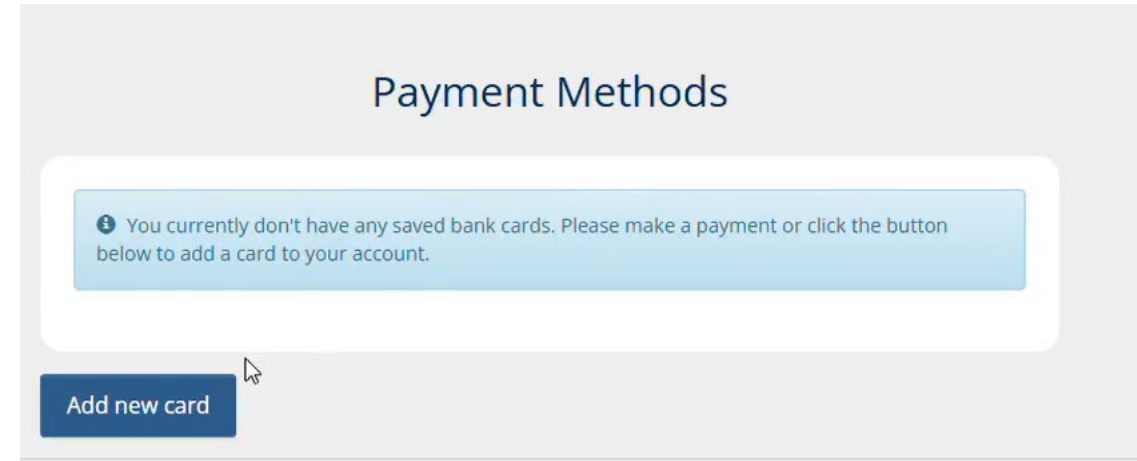 Payment Methods
You currently don't have any saved bank cards. Please make a payment or click the button
below to add a card to your account.
Add new card